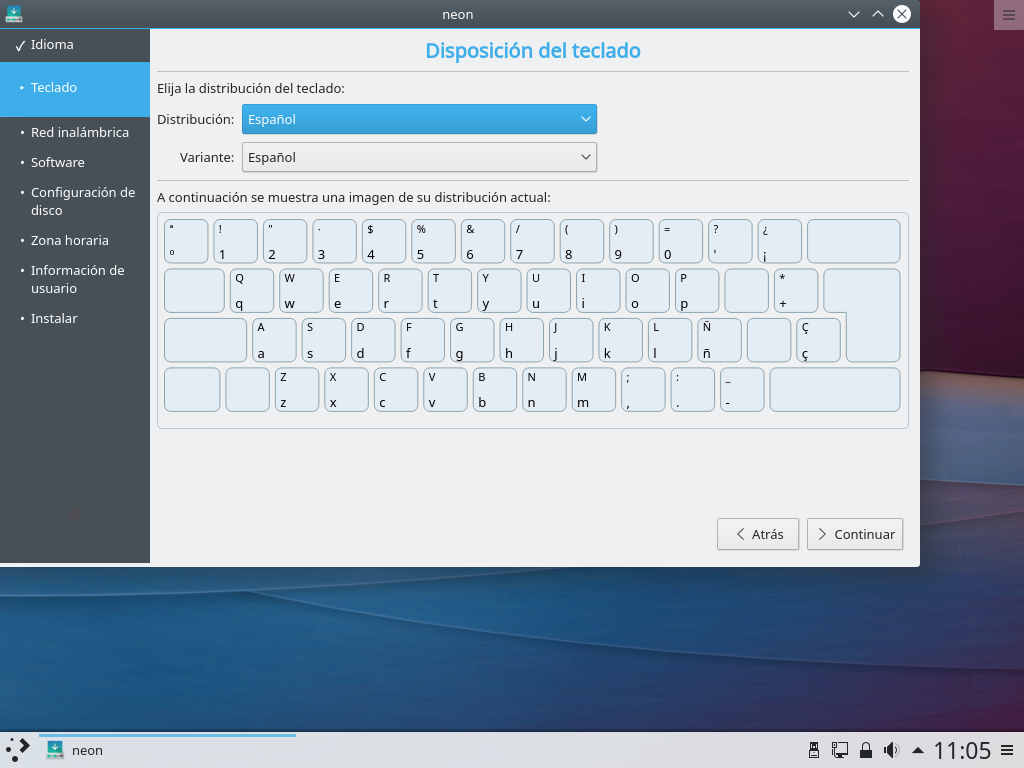 neon
Idioma
Teclado
Red inalámbrica
Software
Configuración de
disco
Zona horaria
Información de
usuario
Instalar
Disposición del teclado
Elija la distribución del teclado:
Distribución: Español
Variante: Español
A continuación se muestra una imagen de su distribución actual:
ª ! " · $ % & / ( ) = ? ¿
º 1 2 3 4 5 6 7 8 9 0 ' ¡
Q W E R T Y U I O P *
q w e r t y u i o p +
A S D F G H J K L Ñ Ç
a s d f g h j k l ñ ç
Z X C V B N M ; : _
z x c v b n m , . -
Atrás Continuar
neon 11:05